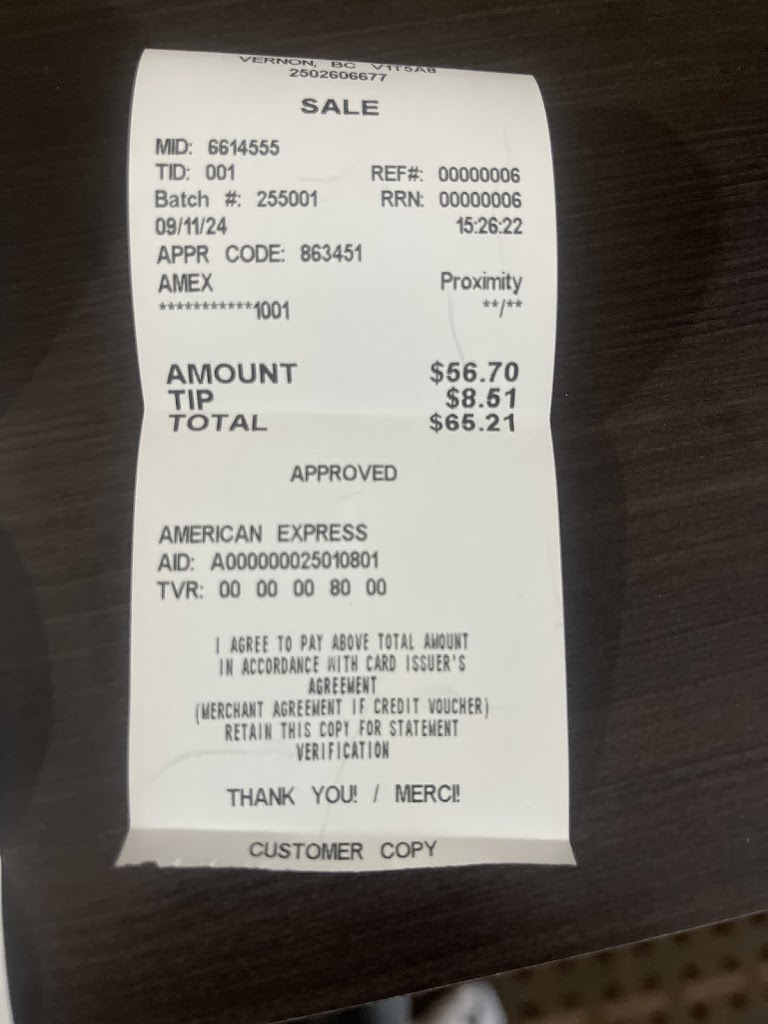 VERNON, BC V1T5A8
2502606677
SALE
MID: 6614555
TID: 001 REF#: 00000006
Batch #: 255001 RRN: 00000006
09/11/24 15:26:22
APPR CODE: 863451
AMEX Proximity
***********1001 **/**
AMOUNT $56.70
TIP $8.51
TOTAL $65.21
APPROVED
AMERICAN EXPRESS
AID: A000000025010801
TVR: 00 00 00 80 00
I AGREE TO PAY ABOVE TOTAL AMOUNT
IN ACCORDANCE WITH CARD ISSUER'S
AGREEMENT
(MERCHANT AGREEMENT IF CREDIT VOUCHER)
RETAIN THIS COPY FOR STATEMENT
VERIFICATION
THANK YOU! / MERCI!
CUSTOMER COPY